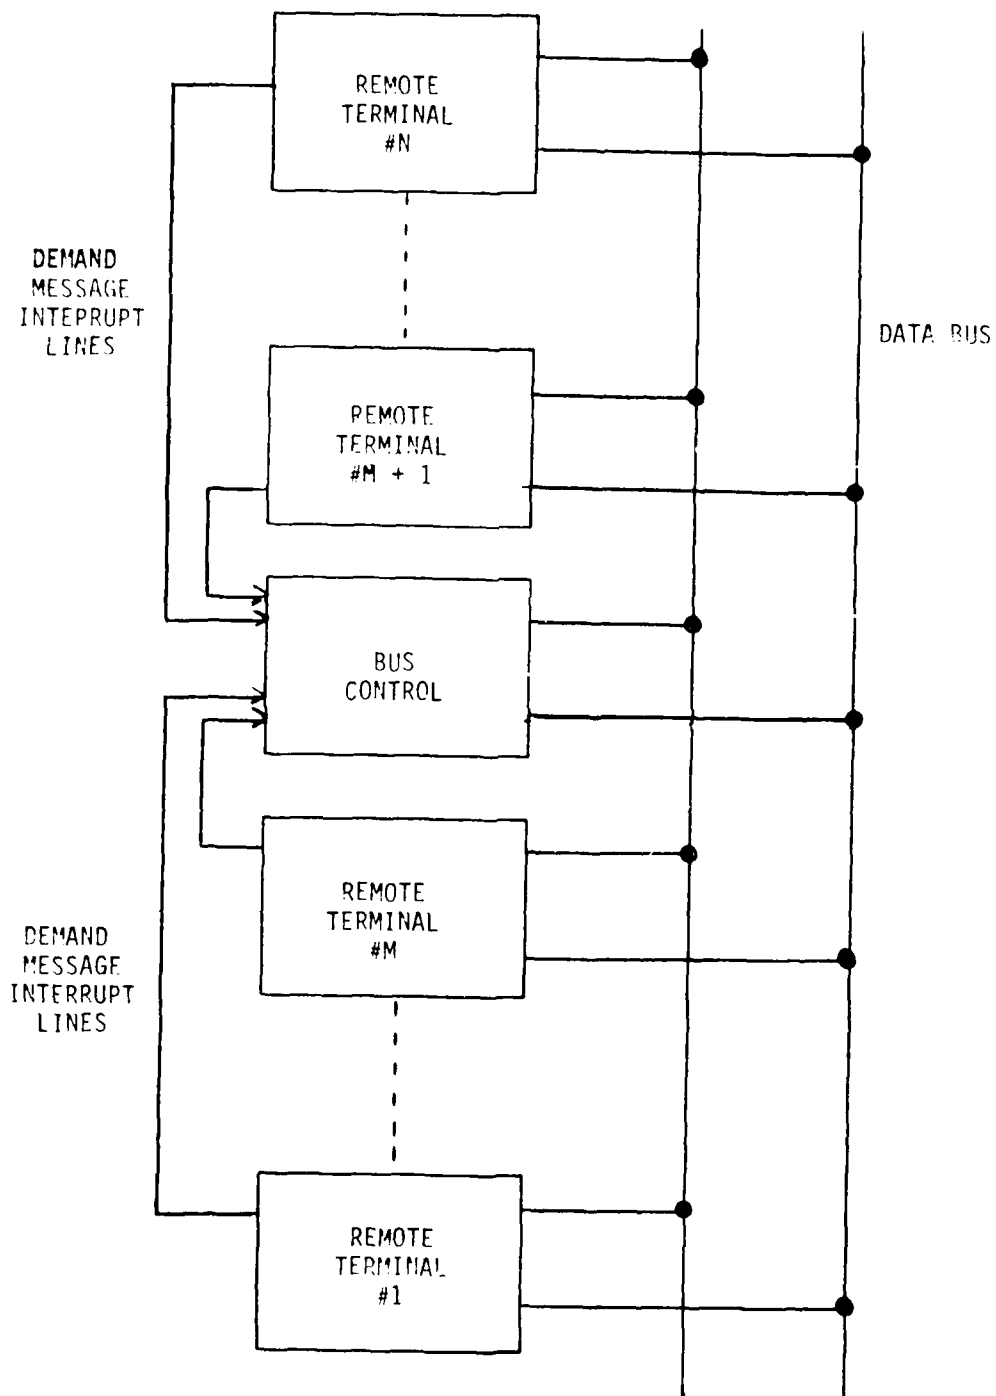 REMOTE
TERMINAL
#N
DEMAND
MESSAGE
INTEPRUPT
LINES
DATA BUS
REMOTE
TERMINAL
#M + 1
BUS
CONTROL
REMOTE
TERMINAL
#M
DEMAND
MESSAGE
INTERRUPT
LINES
REMOTE
TERMINAL
#1